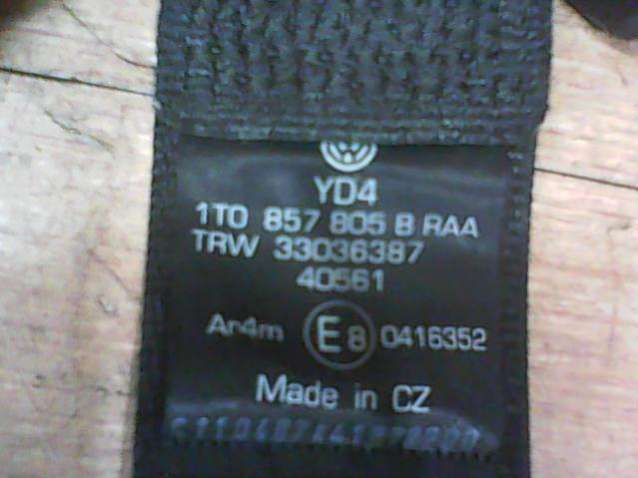 YD4
1T0 857 805 B RAA
TRW 33036387
40561
Ar4m E8 0416352
Made in CZ